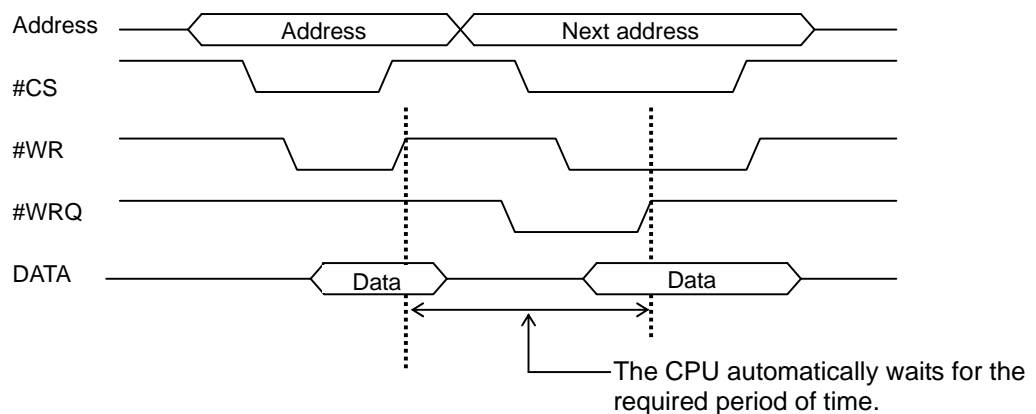 Address
Address
Next address
#CS
#WR
#WRQ
DATA
Data
Data
The CPU automatically waits for the
required period of time.